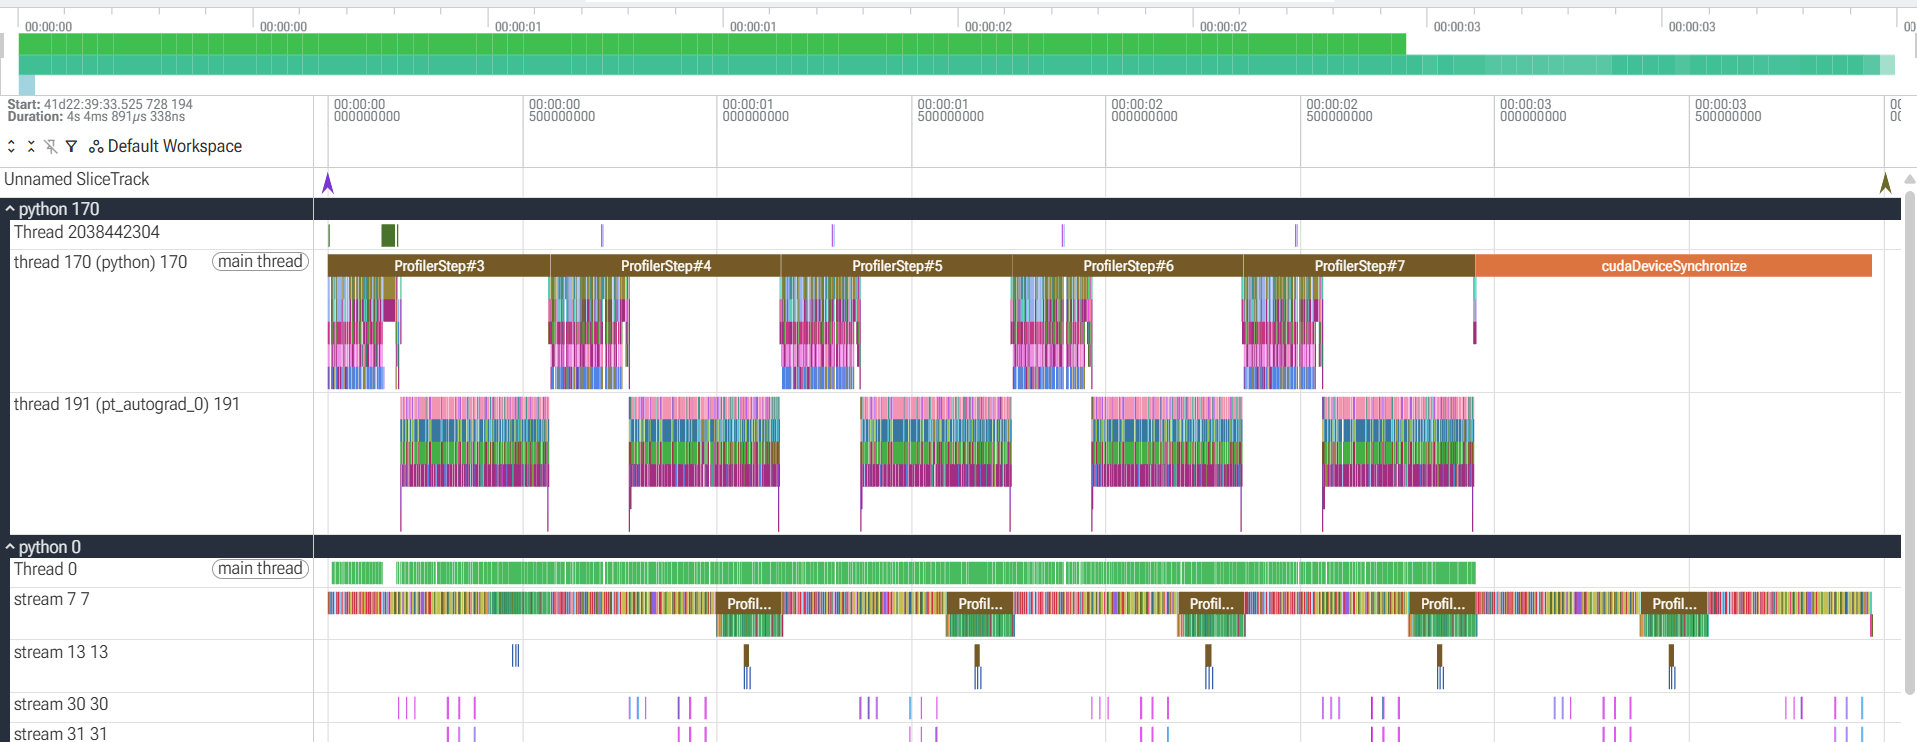 00:00:00 00:00:00 00:00:01 00:00:01 00:00:02 00:00:02 00:00:03 00:00:03 00
Start: 41d22:39:33.525 728 194
Duration: 4s 4ms 891µs 338ns
00:00:00 00:00:00 00:00:01 00:00:01 00:00:02 00:00:02 00:00:03 00:00:03 00
000000000 500000000 000000000 500000000 000000000 500000000 000000000 500000000 00
Default Workspace
Unnamed SliceTrack
python 170
Thread 2038442304
thread 170 (python) 170 main thread
ProfilerStep#3 ProfilerStep#4 ProfilerStep#5 ProfilerStep#6 ProfilerStep#7 cudaDeviceSynchronize
thread 191 (pt_autograd_0) 191
python 0
Thread 0 main thread
stream 7 7
Profil... Profil... Profil... Profil... Profil...
stream 13 13
stream 30 30
stream 31 31